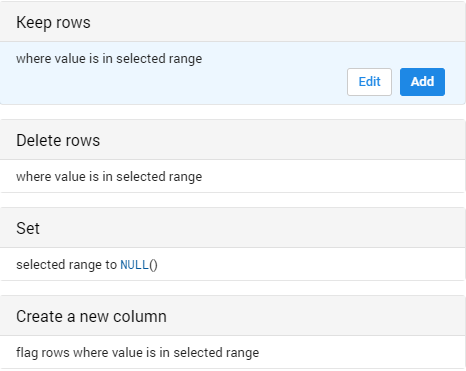 Keep rows
where value is in selected range
Edit Add
Delete rows
where value is in selected range
Set
selected range to NULL()
Create a new column
flag rows where value is in selected range